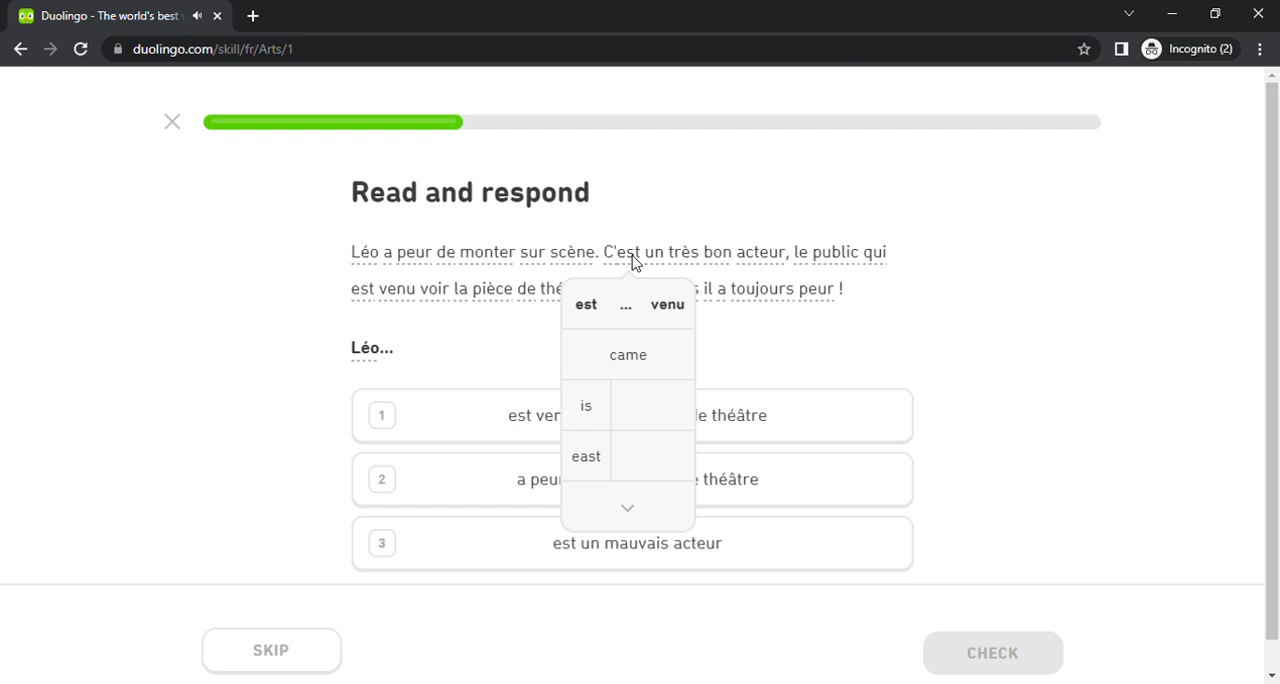 Duolingo - The world's best
duolingo.com/skill/fr/Arts/1
Incognito (2)
Read and respond
Léo a peur de monter sur scène. C'est un très bon acteur, le public qui
est venu voir la pièce de il a toujours peur !
est ... venu
came
is
east
Léo...
1 est le théâtre
2 a théâtre
3 est un mauvais acteur
SKIP
CHECK